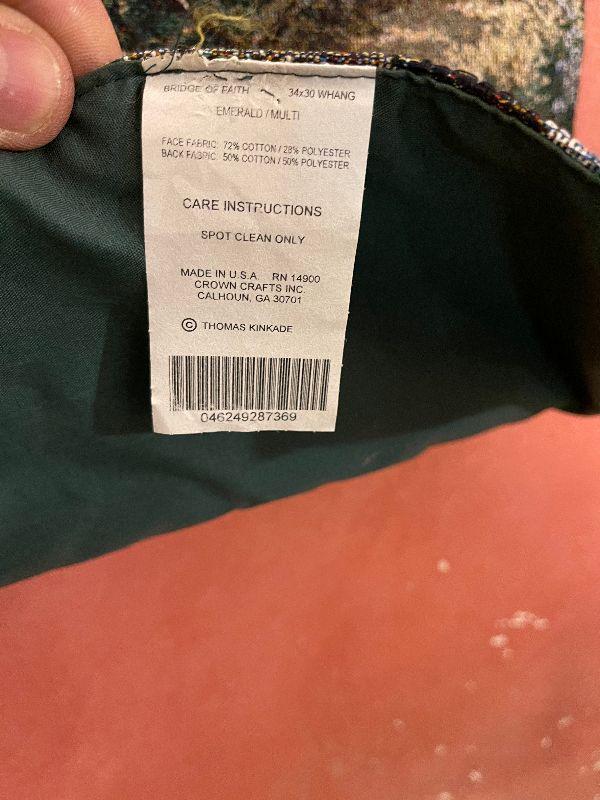 BRIDGE OF FAITH 34x30 WHANG
EMERALD / MULTI
FACE FABRIC: 72% COTTON / 28% POLYESTER
BACK FABRIC: 50% COTTON / 50% POLYESTER
CARE INSTRUCTIONS
SPOT CLEAN ONLY
MADE IN U.S.A. RN 14900
CROWN CRAFTS INC.
CALHOUN, GA 30701
© THOMAS KINKADE
046249287369